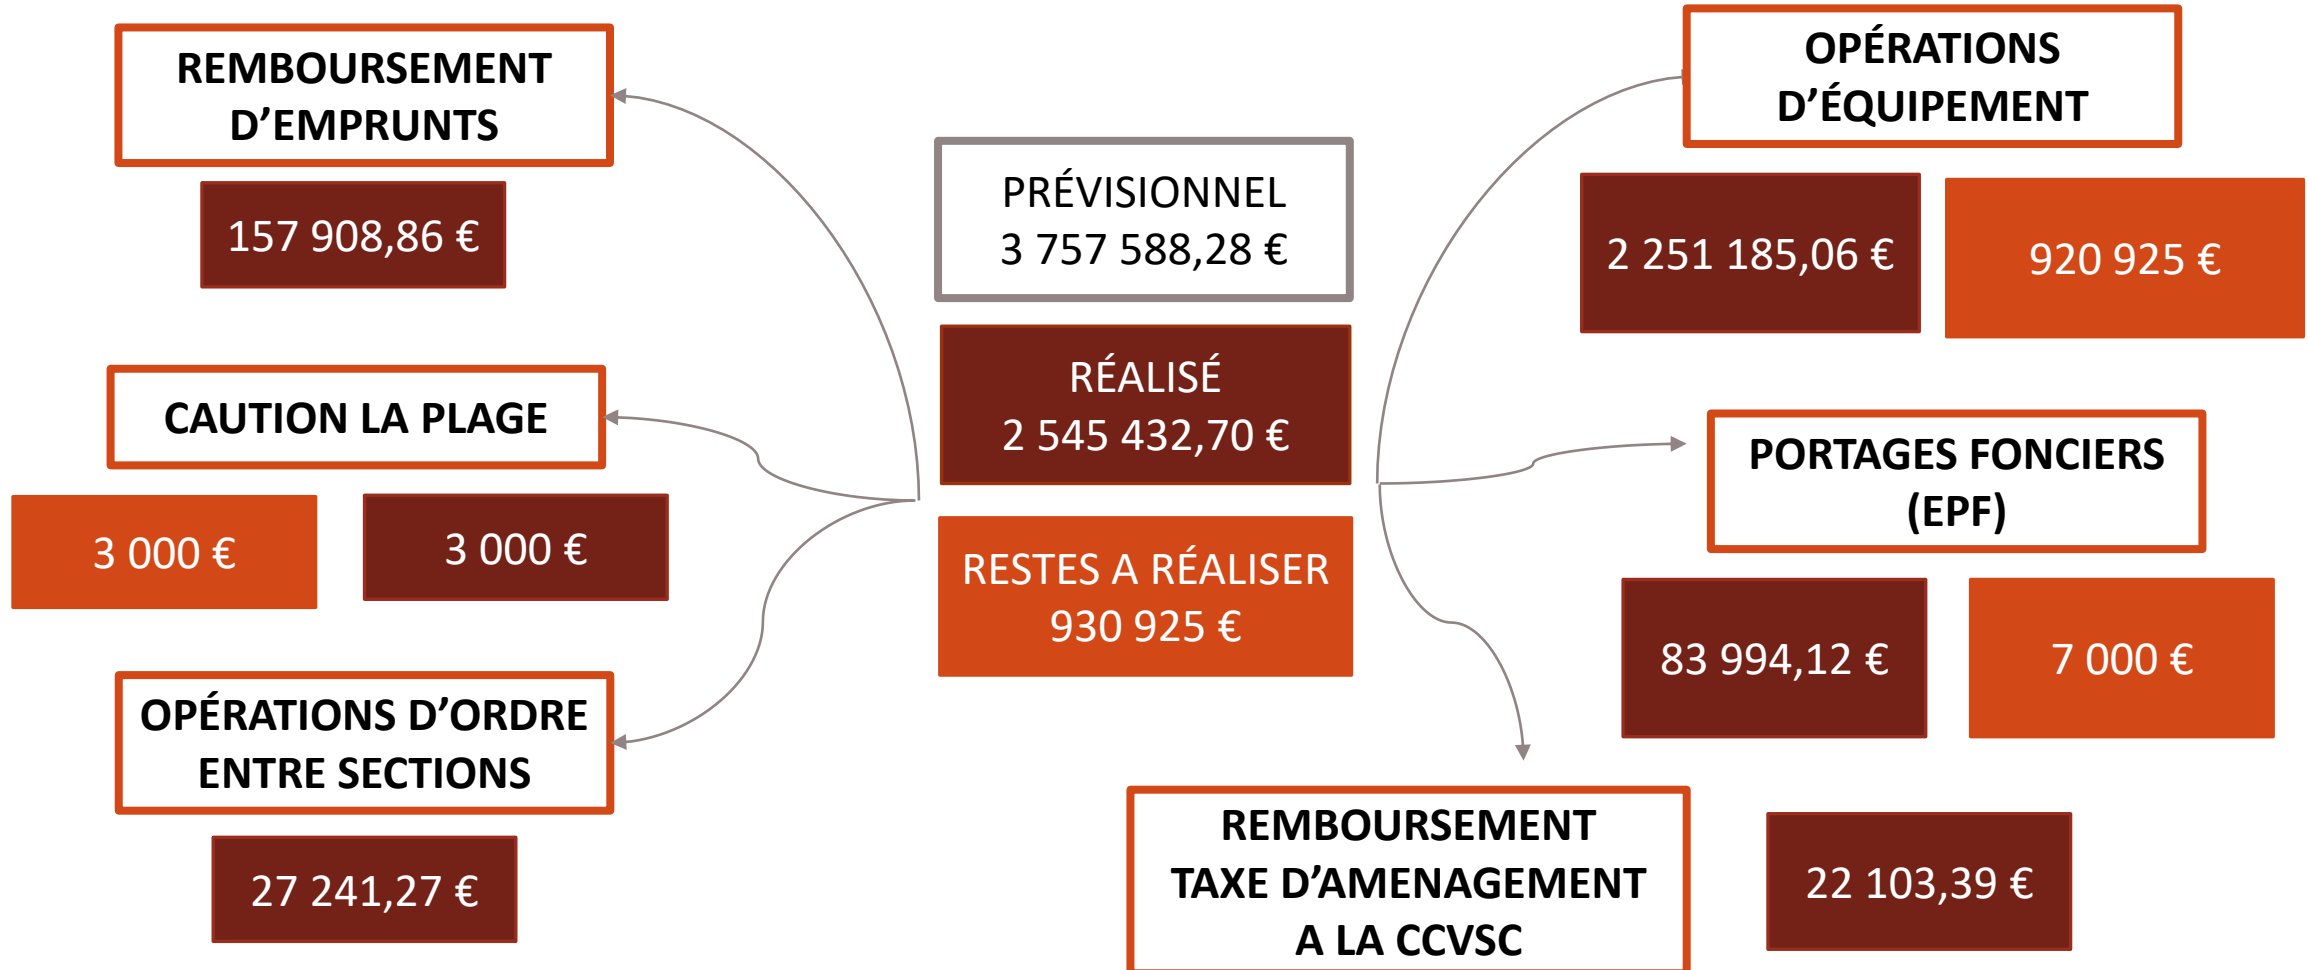 REMBOURSEMENT
D’EMPRUNTS
157 908,86 €
CAUTION LA PLAGE
3 000 €
3 000 €
OPÉRATIONS D’ORDRE
ENTRE SECTIONS
27 241,27 €
PRÉVISIONNEL
3 757 588,28 €
RÉALISÉ
2 545 432,70 €
RESTES A RÉALISER
930 925 €
OPÉRATIONS
D’ÉQUIPEMENT
2 251 185,06 €
920 925 €
PORTAGES FONCIERS
(EPF)
83 994,12 €
7 000 €
REMBOURSEMENT
TAXE D’AMENAGEMENT
A LA CCVSC
22 103,39 €